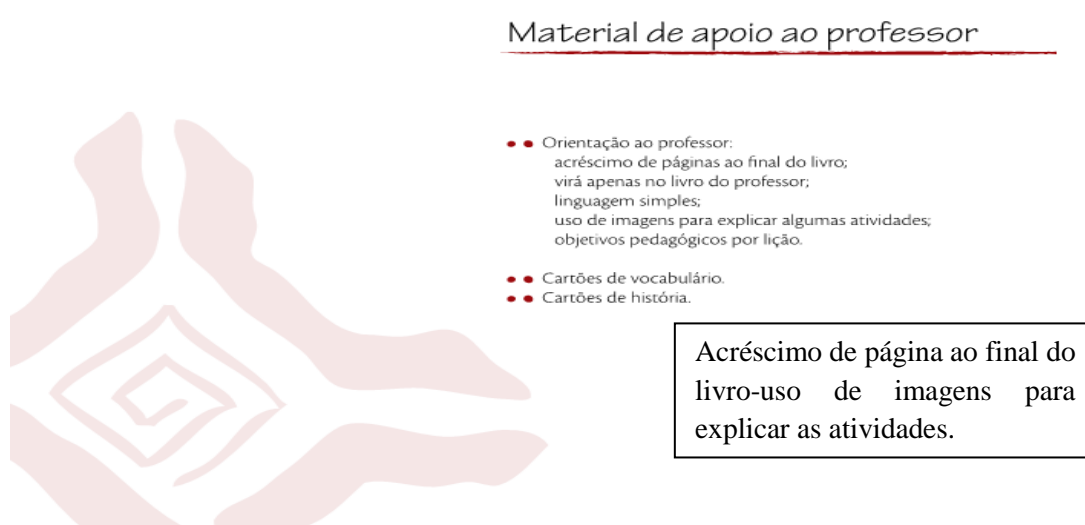 Material de apoio ao professor
Orientação ao professor:
acréscimo de páginas ao final do livro;
virá apenas no livro do professor;
linguagem simples;
uso de imagens para explicar algumas atividades;
objetivos pedagógicos por lição.
Cartões de vocabulário.
Cartões de história.
Acréscimo de página ao final do
livro-uso de imagens para
explicar as atividades.